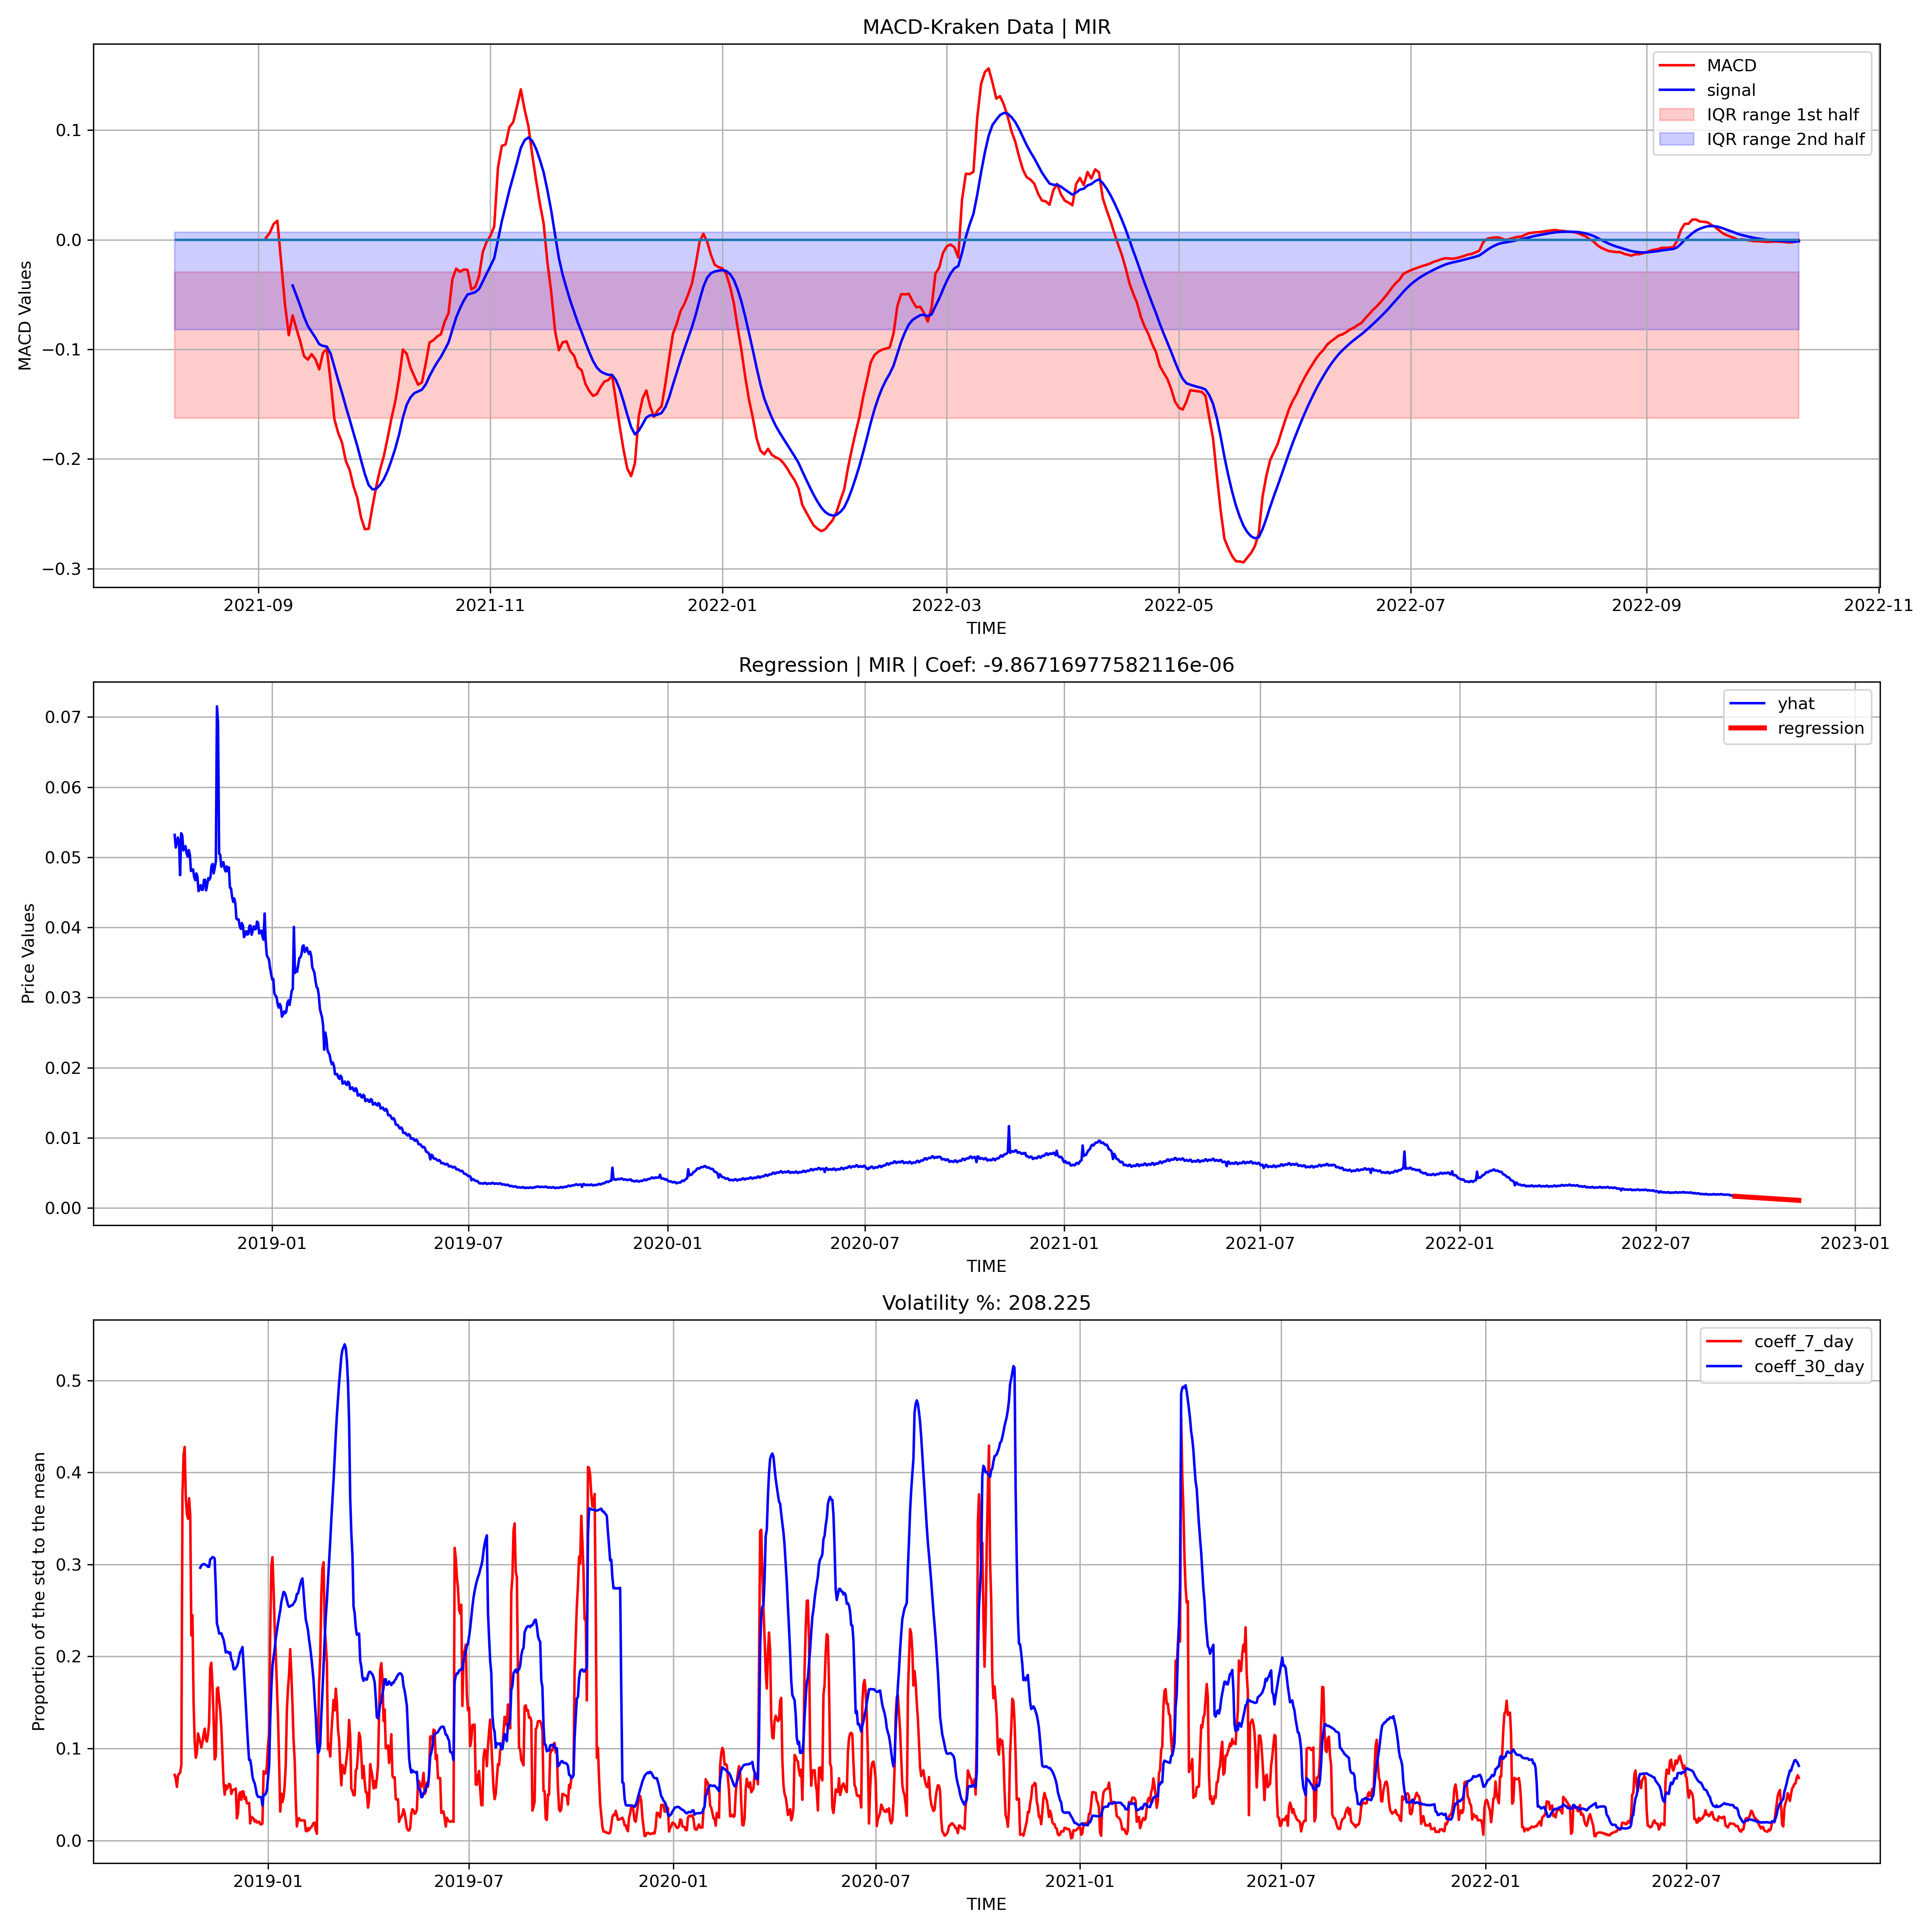 MACD-Kraken Data | MIR
MACD
signal
IQR range 1st half
IQR range 2nd half
MACD Values
0.1
0.0
−0.1
−0.2
−0.3
2021-09 2021-11 2022-01 2022-03 2022-05 2022-07 2022-09 2022-11
TIME
Regression | MIR | Coef: -9.86716977582116e-06
yhat
regression
Price Values
0.07
0.06
0.05
0.04
0.03
0.02
0.01
0.00
2019-01 2019-07 2020-01 2020-07 2021-01 2021-07 2022-01 2022-07 2023-01
TIME
Volatility %: 208.225
coeff_7_day
coeff_30_day
Proportion of the std to the mean
0.5
0.4
0.3
0.2
0.1
0.0
2019-01 2019-07 2020-01 2020-07 2021-01 2021-07 2022-01 2022-07
TIME